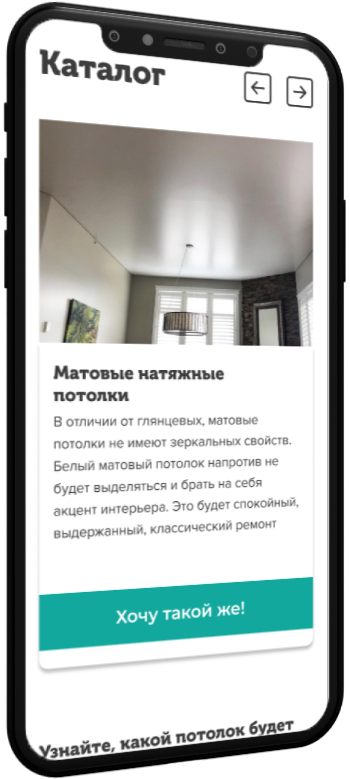 Каталог
Матовые натяжные
потолки
В отличии от глянцевых, матовые
потолки не имеют зеркальных свойств.
Белый матовый потолок напротив не
будет выделяться и брать на себя
акцент интерьера. Это будет спокойный,
выдержанный, классический ремонт
Хочу такой же!
Узнайте, какой потолок будет